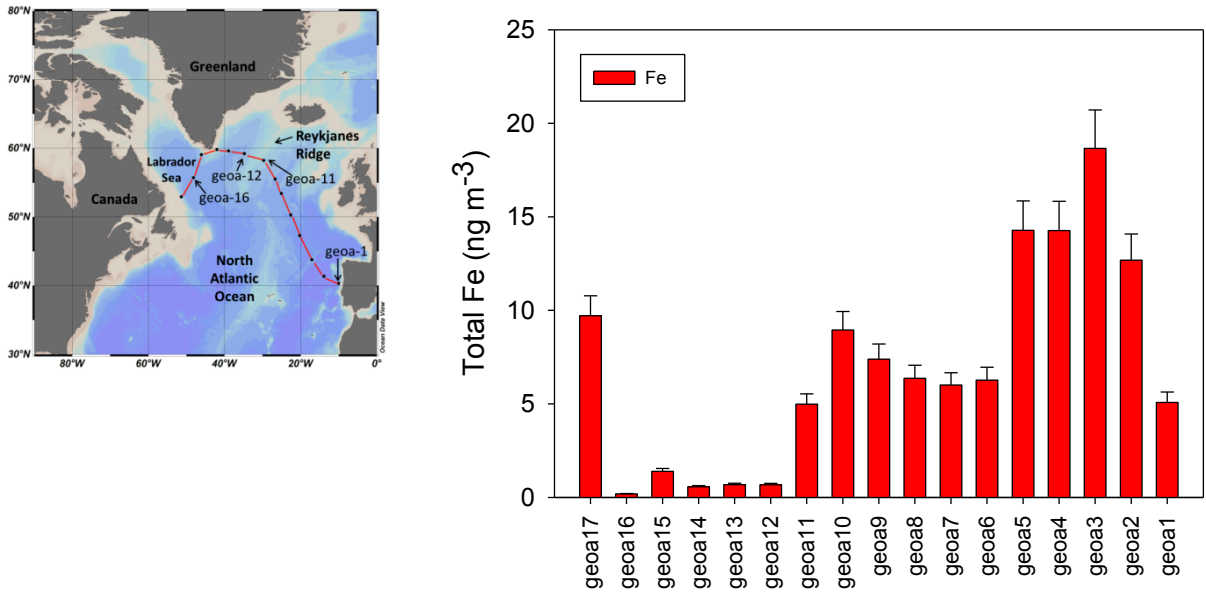 80°N
70°N
60°N
50°N
40°N
30°N
80°W
60°W
40°W
20°W
0°
Greenland
Reykjanes
Ridge
Labrador
Sea
geoa-12
geoa-11
geoa-16
Canada
geoa-1
North
Atlantic
Ocean
Ocean Data View
Total Fe (ng m-3)
25
20
15
10
5
0
Fe
geoa17
geoa16
geoa15
geoa14
geoa13
geoa12
geoa11
geoa10
geoa9
geoa8
geoa7
geoa6
geoa5
geoa4
geoa3
geoa2
geoa1